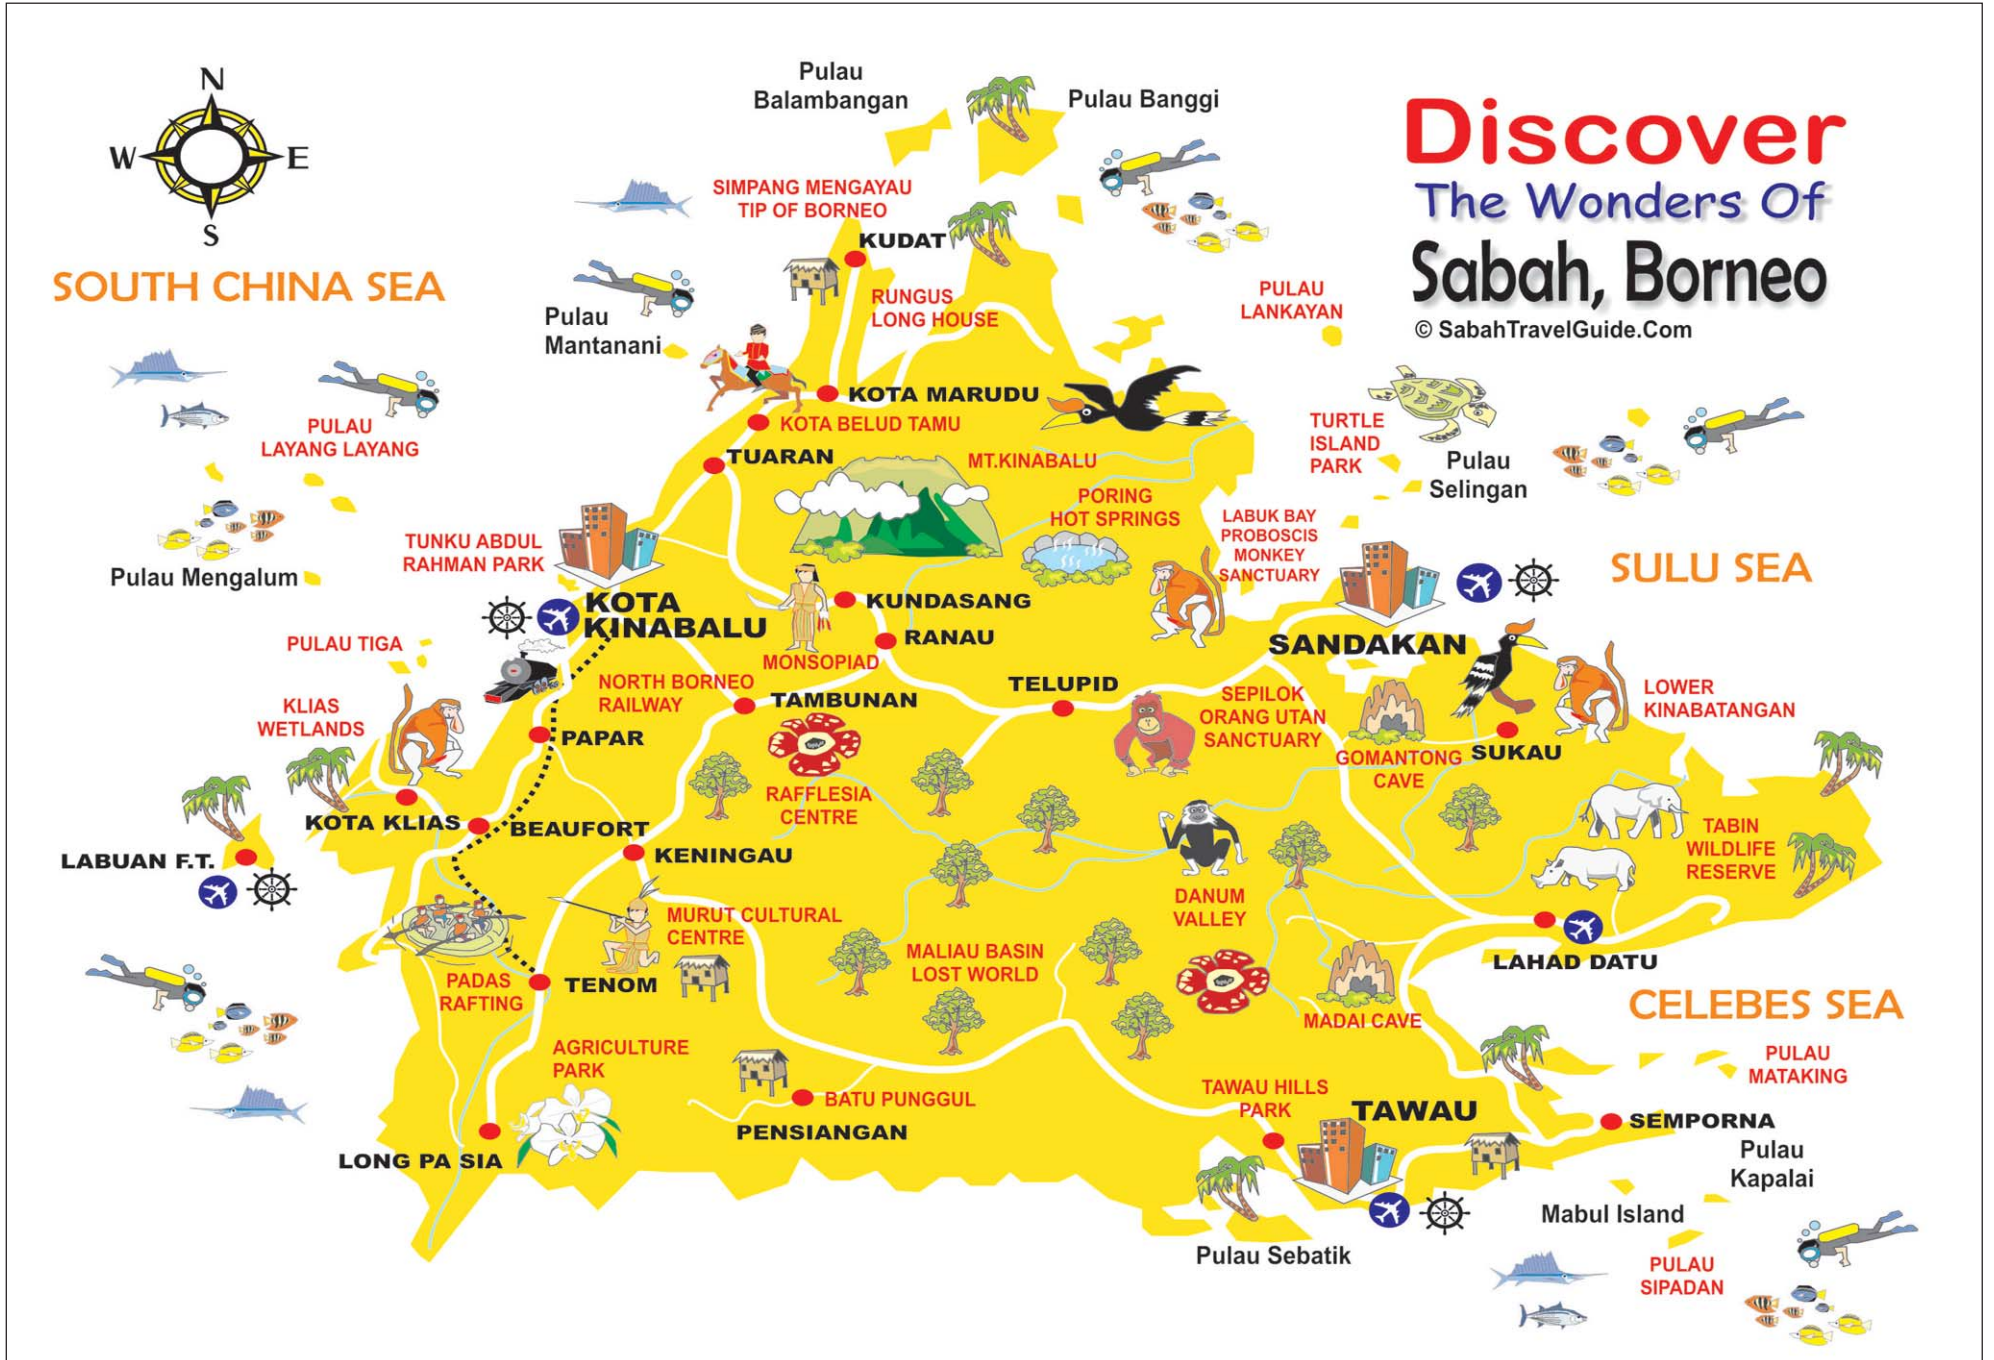 N
W
E
S
Discover
The Wonders Of
Sabah, Borneo
© SabahTravelGuide.Com
SOUTH CHINA SEA
SULU SEA
CELEBES SEA
Pulau
Balambangan
Pulau Banggi
SIMPANG MENGAYAU
TIP OF BORNEO
KUDAT
RUNGUS
LONG HOUSE
Pulau
Mantanani
PULAU
LANKAYAN
KOTA MARUDU
KOTA BELUD TAMU
PULAU
LAYANG LAYANG
TUARAN
MT.KINABALU
TURTLE
ISLAND
PARK
Pulau
Selingan
PORING
HOT SPRINGS
LABUK BAY
PROBOSCIS
MONKEY
SANCTUARY
TUNKU ABDUL
RAHMAN PARK
Pulau Mengalum
KOTA
KINABALU
KUNDASANG
RANAU
MONSOPIAD
PULAU TIGA
SANDAKAN
NORTH BORNEO
RAILWAY
TAMBUNAN
TELUPID
SEPILOK
ORANG UTAN
SANCTUARY
LOWER
KINABATANGAN
KLIAS
WETLANDS
PAPAR
GOMANTONG
CAVE
SUKAU
RAFFLESIA
CENTRE
KOTA KLIAS
BEAUFORT
KENINGAU
LABUAN F.T.
TABIN
WILDLIFE
RESERVE
DANUM
VALLEY
MURUT CULTURAL
CENTRE
MALIAU BASIN
LOST WORLD
LAHAD DATU
PADAS
RAFTING
TENOM
MADAI CAVE
AGRICULTURE
PARK
PULAU
MATAKING
BATU PUNGGUL
PENSIANGAN
TAWAU HILLS
PARK
TAWAU
SEMPORNA
Pulau
Kapalai
LONG PA SIA
Mabul Island
Pulau Sebatik
PULAU
SIPADAN